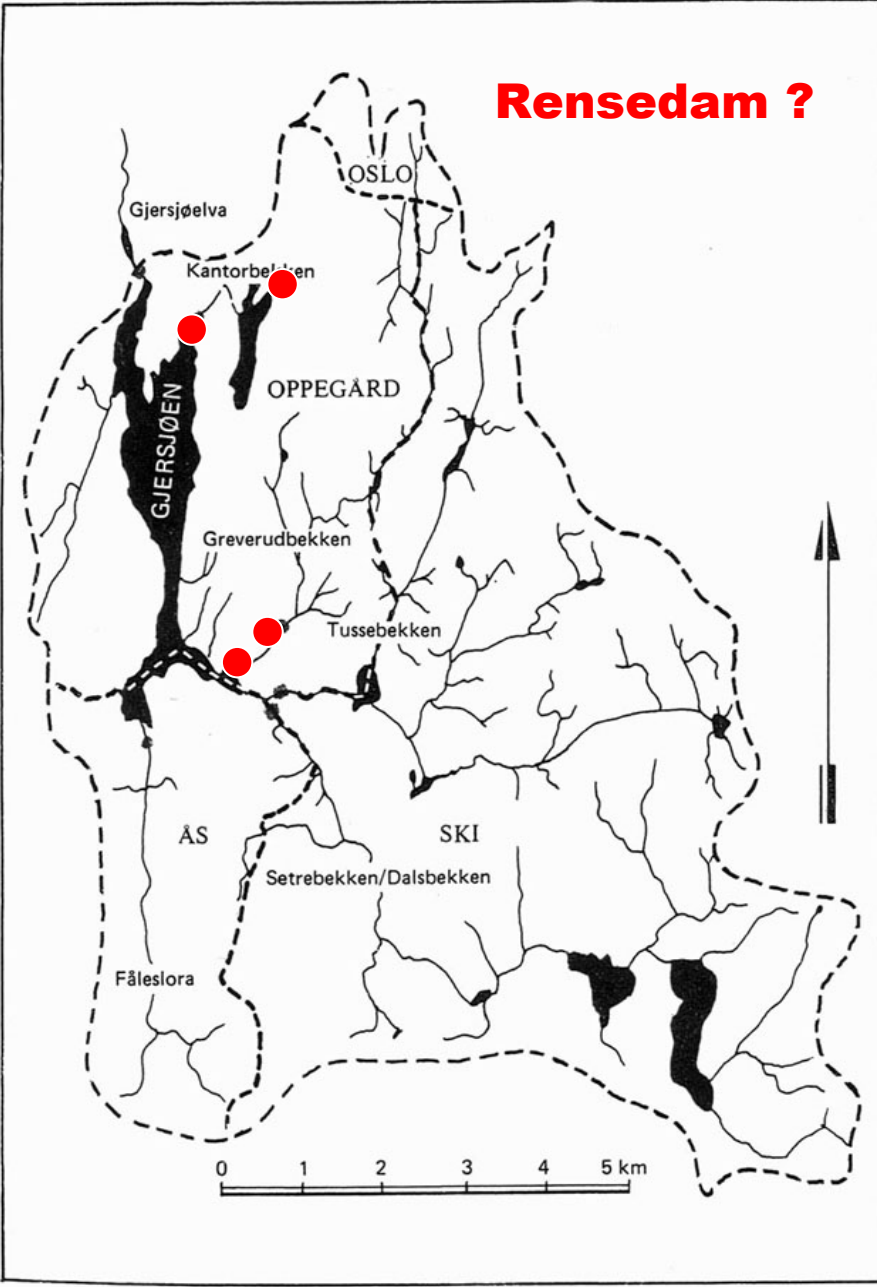 Rensedam ?
OSLO
Gjersjøelva
Kantorbekken
OPPEGÅRD
GJERSJØEN
Greverudbekken
Tussebekken
ÅS
SKI
Setrebekken/Dalsbekken
Fåleslora
0 1 2 3 4 5 km